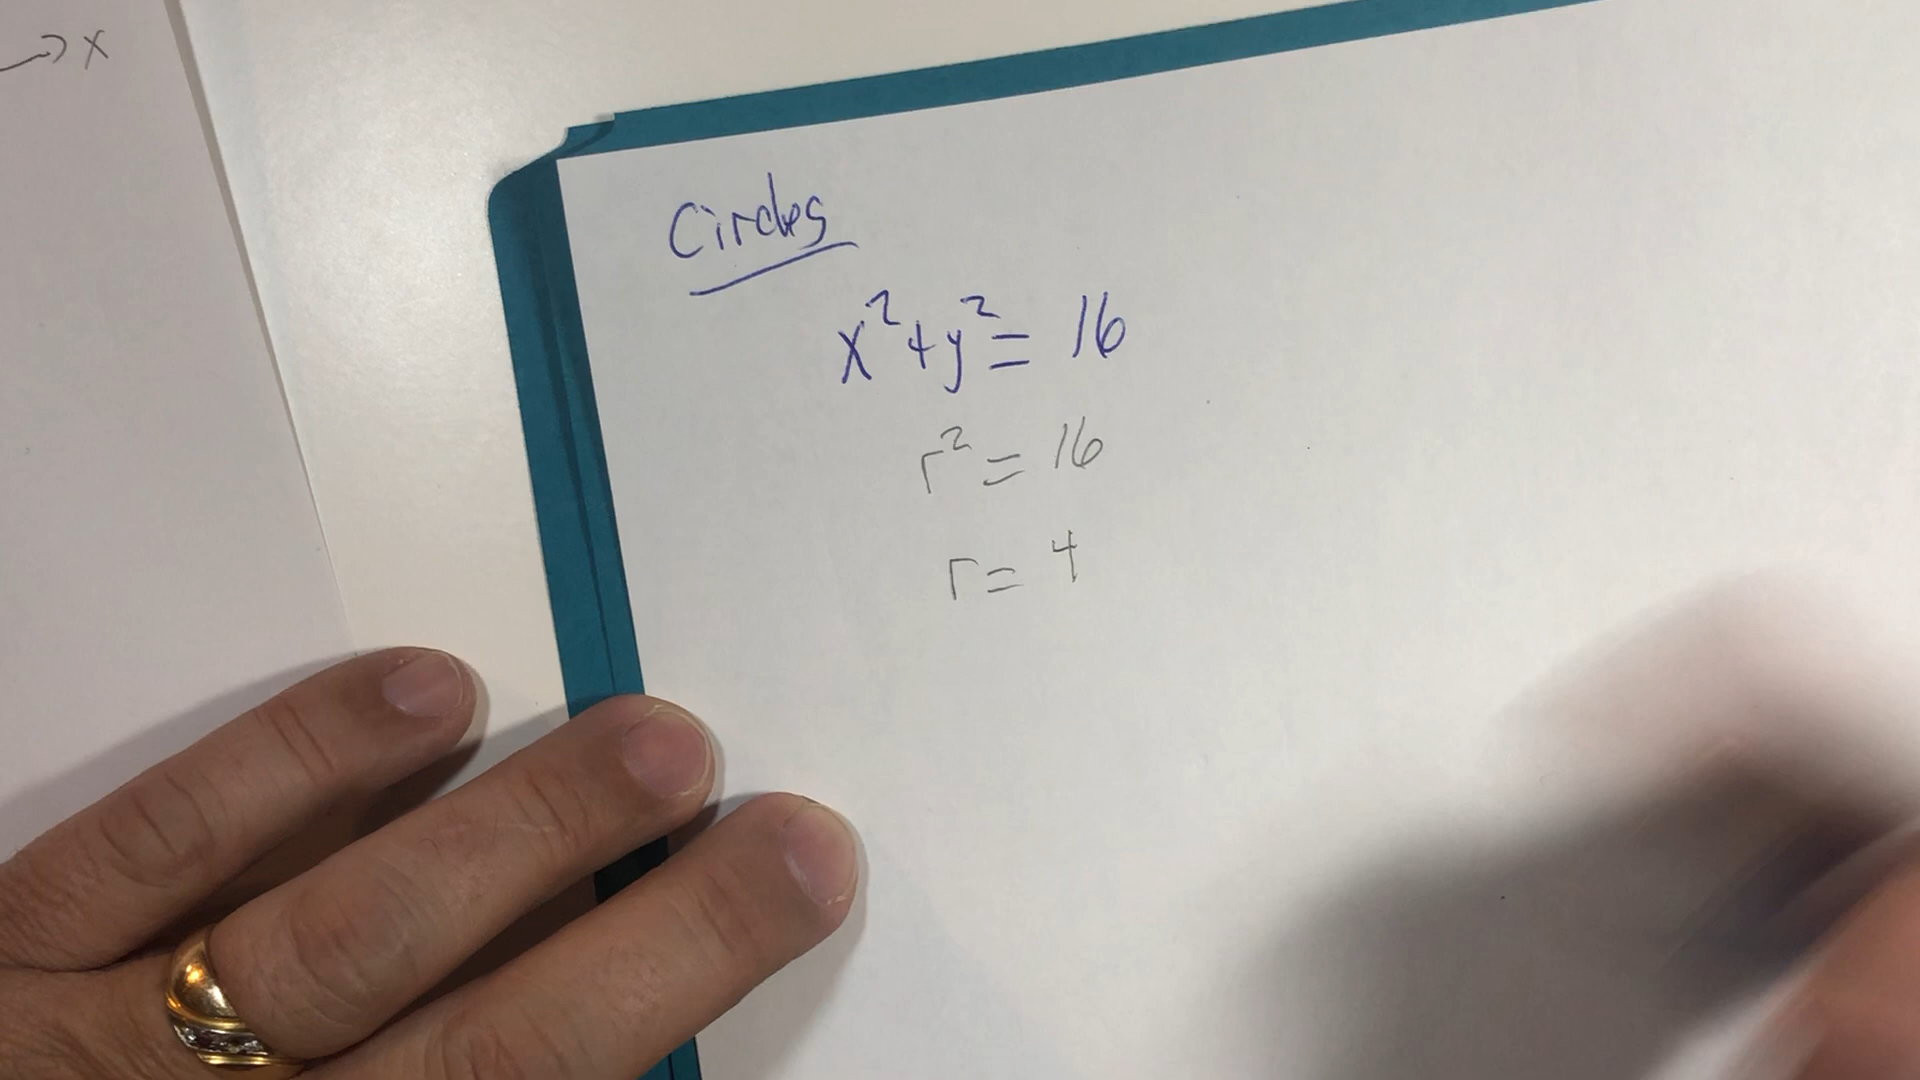 x
Circles
x²+y² = 16
r² = 16
r = 4